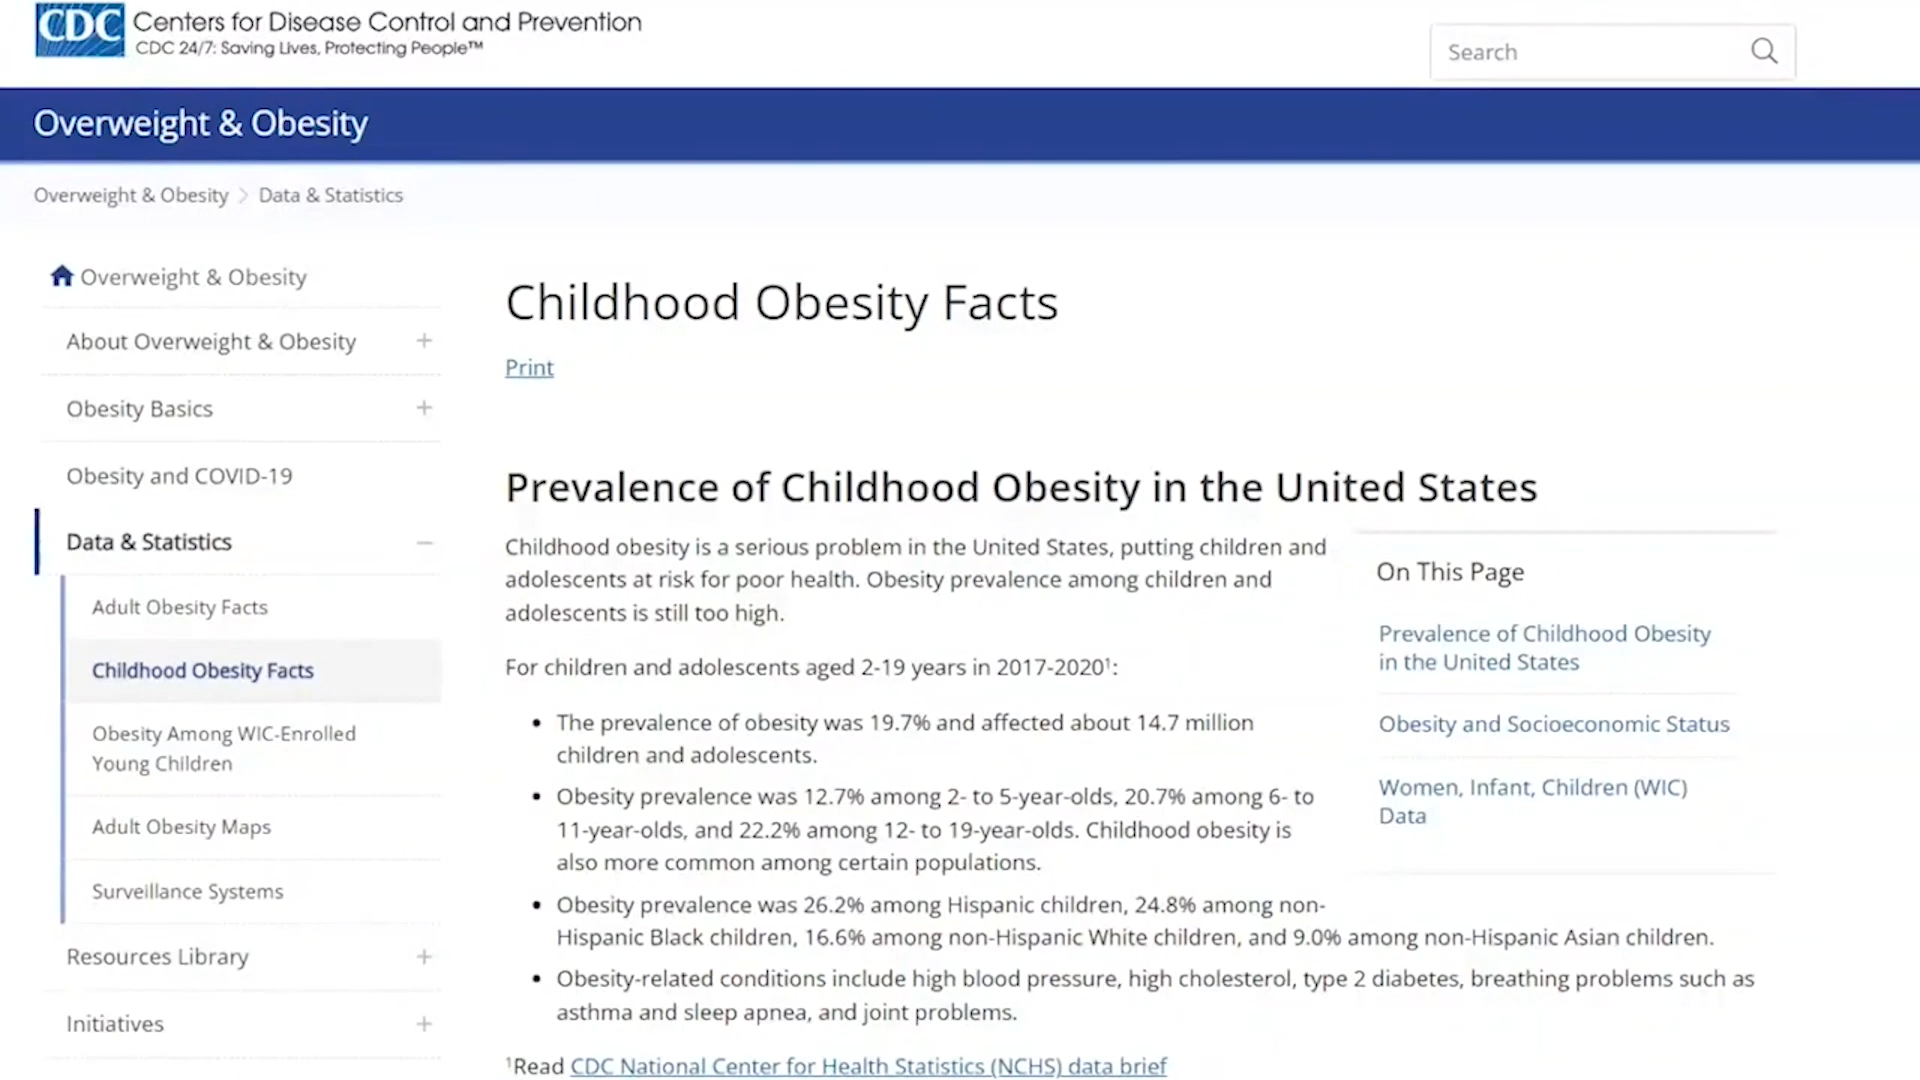 CDC Centers for Disease Control and Prevention
CDC 24/7: Saving Lives, Protecting People™
Search
Overweight & Obesity
Overweight & Obesity > Data & Statistics
Overweight & Obesity
About Overweight & Obesity +
Obesity Basics +
Obesity and COVID-19
Data & Statistics –
Adult Obesity Facts
Childhood Obesity Facts
Obesity Among WIC-Enrolled
Young Children
Adult Obesity Maps
Surveillance Systems
Resources Library +
Initiatives +
Childhood Obesity Facts
Print
Prevalence of Childhood Obesity in the United States
Childhood obesity is a serious problem in the United States, putting children and
adolescents at risk for poor health. Obesity prevalence among children and
adolescents is still too high.
For children and adolescents aged 2-19 years in 2017-2020¹:
• The prevalence of obesity was 19.7% and affected about 14.7 million
children and adolescents.
• Obesity prevalence was 12.7% among 2- to 5-year-olds, 20.7% among 6- to
11-year-olds, and 22.2% among 12- to 19-year-olds. Childhood obesity is
also more common among certain populations.
• Obesity prevalence was 26.2% among Hispanic children, 24.8% among non-
Hispanic Black children, 16.6% among non-Hispanic White children, and 9.0% among non-Hispanic Asian children.
• Obesity-related conditions include high blood pressure, high cholesterol, type 2 diabetes, breathing problems such as
asthma and sleep apnea, and joint problems.
¹Read CDC National Center for Health Statistics (NCHS) data brief
On This Page
Prevalence of Childhood Obesity
in the United States
Obesity and Socioeconomic Status
Women, Infant, Children (WIC)
Data